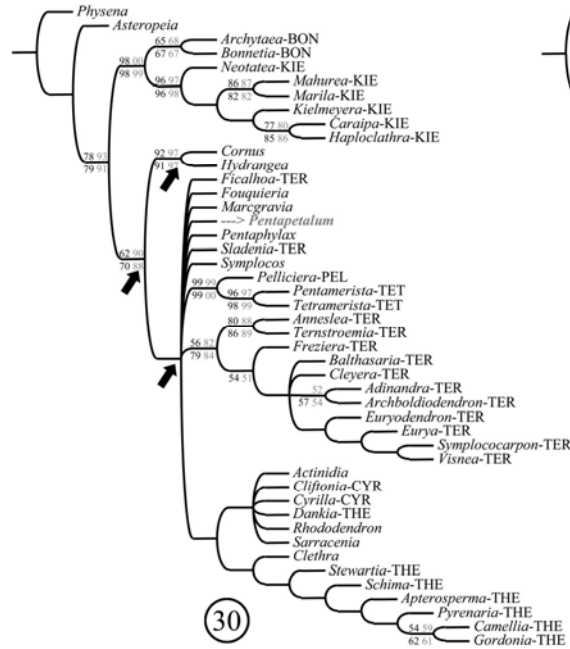 Physena
Asteropeia
65 68
Archytaea-BON
98 00
67 67
Bonnetia-BON
98 99
96 97
Neotatea-KIE
96 98
86 87
Mahurea-KIE
82 82
Marila-KIE
Kielmeyera-KIE
77 80
Caraipa-KIE
85 86
Haploclathra-KIE
78 93
79 91
92 97
Cornus
91 97
Hydrangea
Ficalhoa-TER
Fouquieria
Marcgravia
---> Pentapetalum
Pentaphylax
Sladenia-TER
62 90
70 88
Symplocos
99 99
Pelliciera-PEL
99 00
96 97
Pentamerista-TET
98 99
Tetramerista-TET
80 88
Anneslea-TER
56 82
86 89
Ternstroemia-TER
79 84
Freziera-TER
54 51
Balthasaria-TER
Cleyera-TER
52
Adinandra-TER
57 54
Archboldiodendron-TER
Euryodendron-TER
Eurya-TER
Symplococarpon-TER
Visnea-TER
Actinidia
Cliftonia-CYR
Cyrilla-CYR
Dankia-THE
Rhododendron
Sarracenia
Clethra
Stewartia-THE
Schima-THE
Apterosperma-THE
Pyrenaria-THE
54 59
Camellia-THE
62 61
Gordonia-THE
30